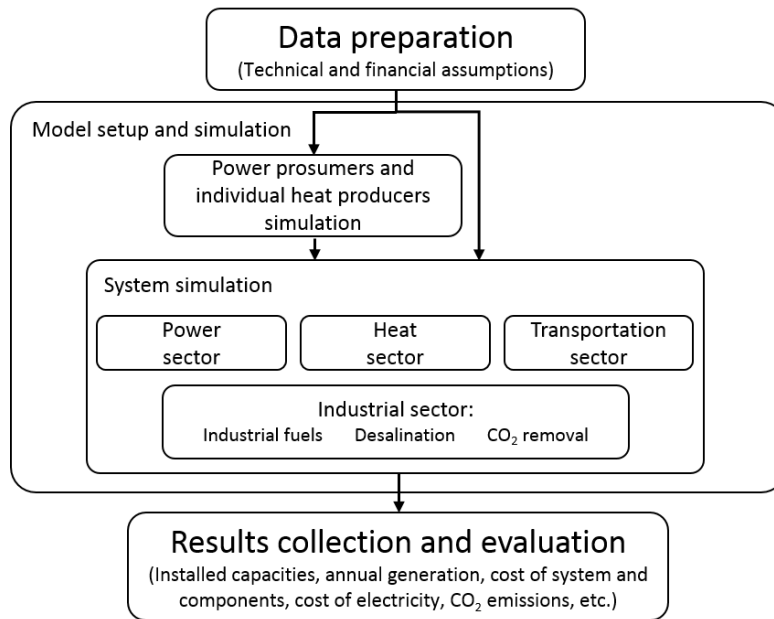 Data preparation
(Technical and financial assumptions)
Model setup and simulation
Power prosumers and
individual heat producers
simulation
System simulation
Power
sector
Heat
sector
Transportation
sector
Industrial sector:
Industrial fuels Desalination CO₂ removal
Results collection and evaluation
(Installed capacities, annual generation, cost of system and
components, cost of electricity, CO₂ emissions, etc.)